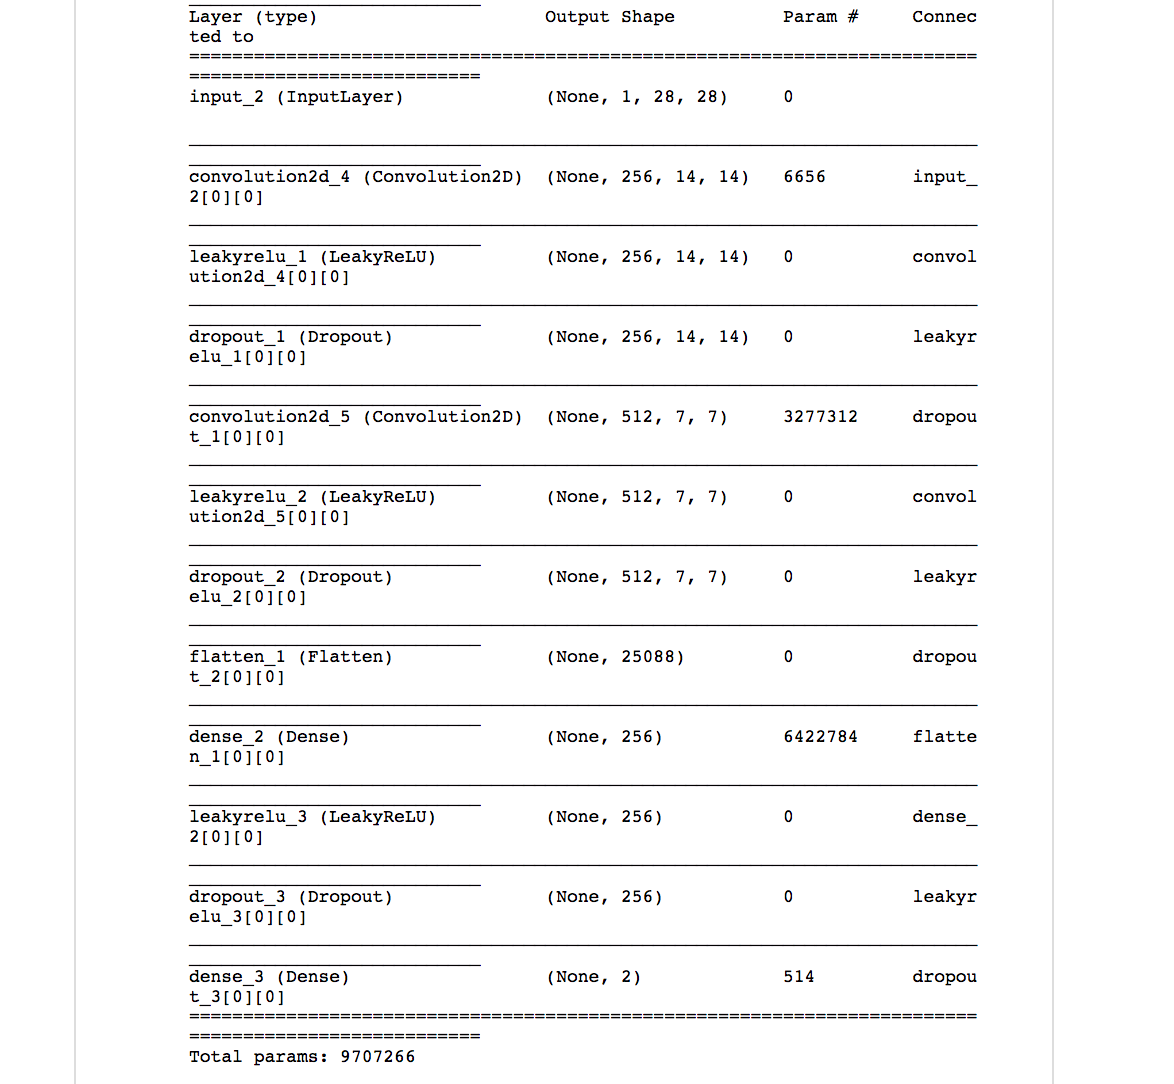 Layer (type) Output Shape Param # Connec
ted to
==========================================================================
===========================
input_2 (InputLayer) (None, 1, 28, 28) 0
convolution2d_4 (Convolution2D) (None, 256, 14, 14) 6656 input_
2[0][0]
leakyrelu_1 (LeakyReLU) (None, 256, 14, 14) 0 convol
ution2d_4[0][0]
dropout_1 (Dropout) (None, 256, 14, 14) 0 leakyr
elu_1[0][0]
convolution2d_5 (Convolution2D) (None, 512, 7, 7) 3277312 dropou
t_1[0][0]
leakyrelu_2 (LeakyReLU) (None, 512, 7, 7) 0 convol
ution2d_5[0][0]
dropout_2 (Dropout) (None, 512, 7, 7) 0 leakyr
elu_2[0][0]
flatten_1 (Flatten) (None, 25088) 0 dropou
t_2[0][0]
dense_2 (Dense) (None, 256) 6422784 flatte
n_1[0][0]
leakyrelu_3 (LeakyReLU) (None, 256) 0 dense_
2[0][0]
dropout_3 (Dropout) (None, 256) 0 leakyr
elu_3[0][0]
dense_3 (Dense) (None, 2) 514 dropou
t_3[0][0]
==========================================================================
===========================
Total params: 9707266